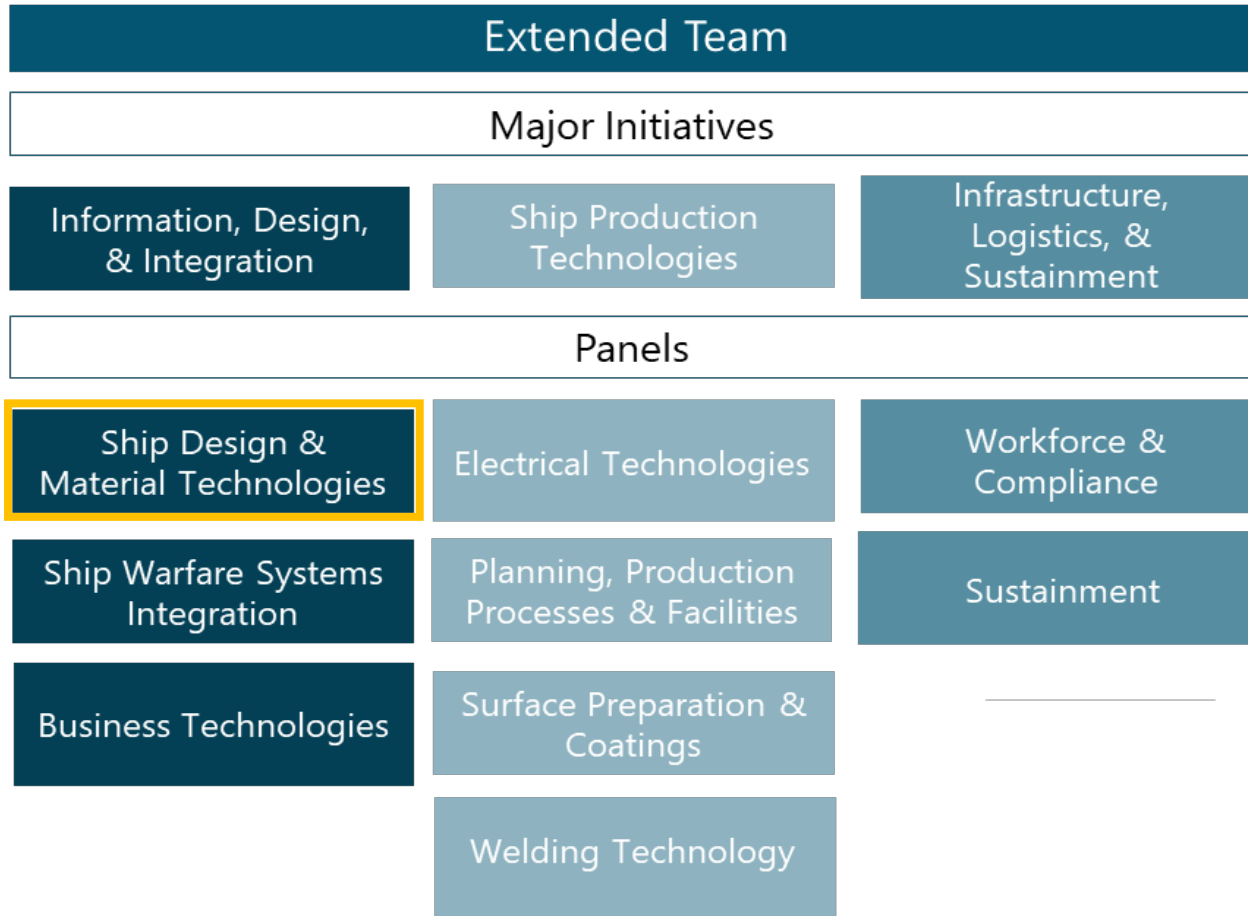 Extended Team
Major Initiatives
Information, Design,
& Integration
Ship Production
Technologies
Infrastructure,
Logistics, &
Sustainment
Panels
Ship Design &
Material Technologies
Electrical Technologies
Workforce &
Compliance
Ship Warfare Systems
Integration
Planning, Production
Processes & Facilities
Sustainment
Business Technologies
Surface Preparation &
Coatings
Welding Technology